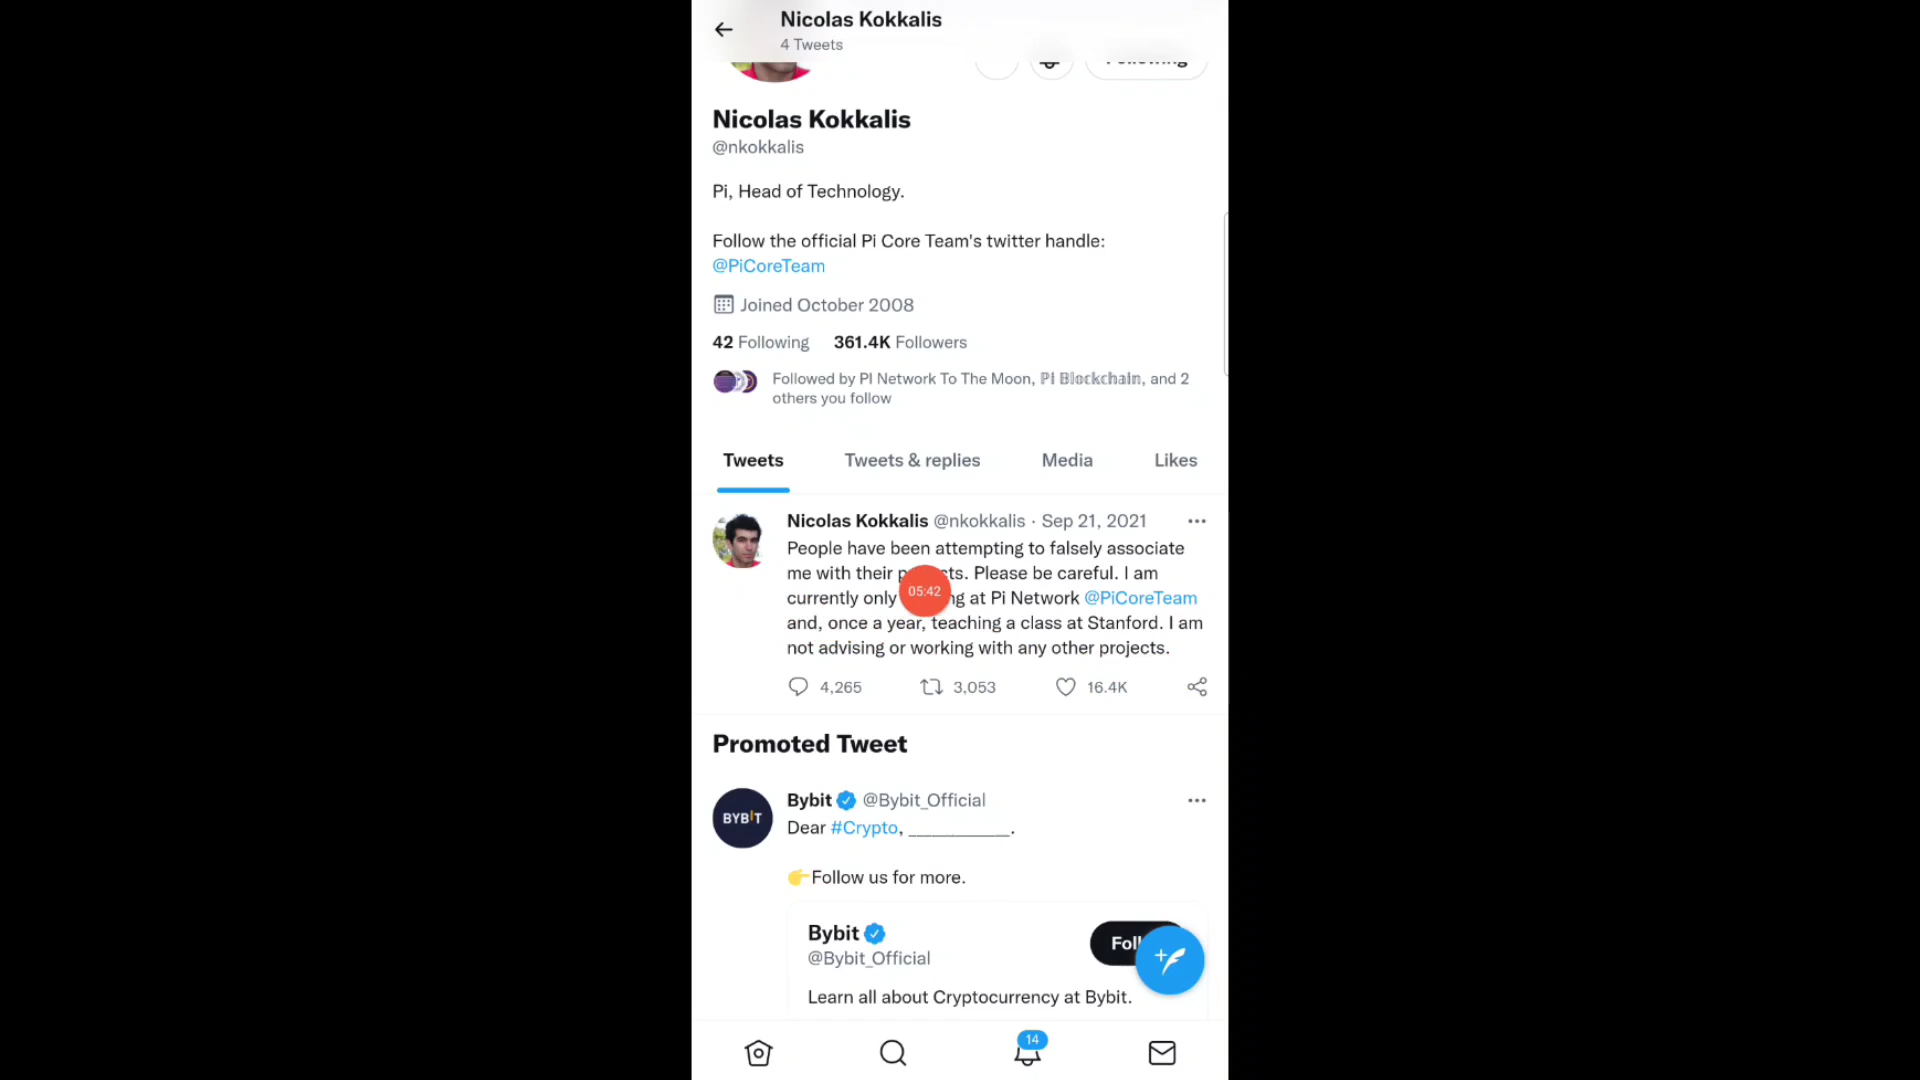 Nicolas Kokkalis
4 Tweets
Following
Nicolas Kokkalis
@nkokkalis
Pi, Head of Technology.
Follow the official Pi Core Team's twitter handle:
@PiCoreTeam
Joined October 2008
42 Following 361.4K Followers
Followed by PI Network To The Moon, ℙ𝕚 𝔹𝕝𝕠𝕔𝕜𝕔𝕙𝕒𝕚𝕟, and 2
others you follow
Tweets Tweets & replies Media Likes
Nicolas Kokkalis @nkokkalis · Sep 21, 2021
People have been attempting to falsely associate
me with their Please be careful. I am
05:42
currently only at Pi Network @PiCoreTeam
and, once a year, teaching a class at Stanford. I am
not advising or working with any other projects.
4,265 3,053 16.4K
Promoted Tweet
BYBIT
Bybit @Bybit_Official
Dear #Crypto, ___________.
👉Follow us for more.
Bybit
@Bybit_Official
Learn all about Cryptocurrency at Bybit.
14